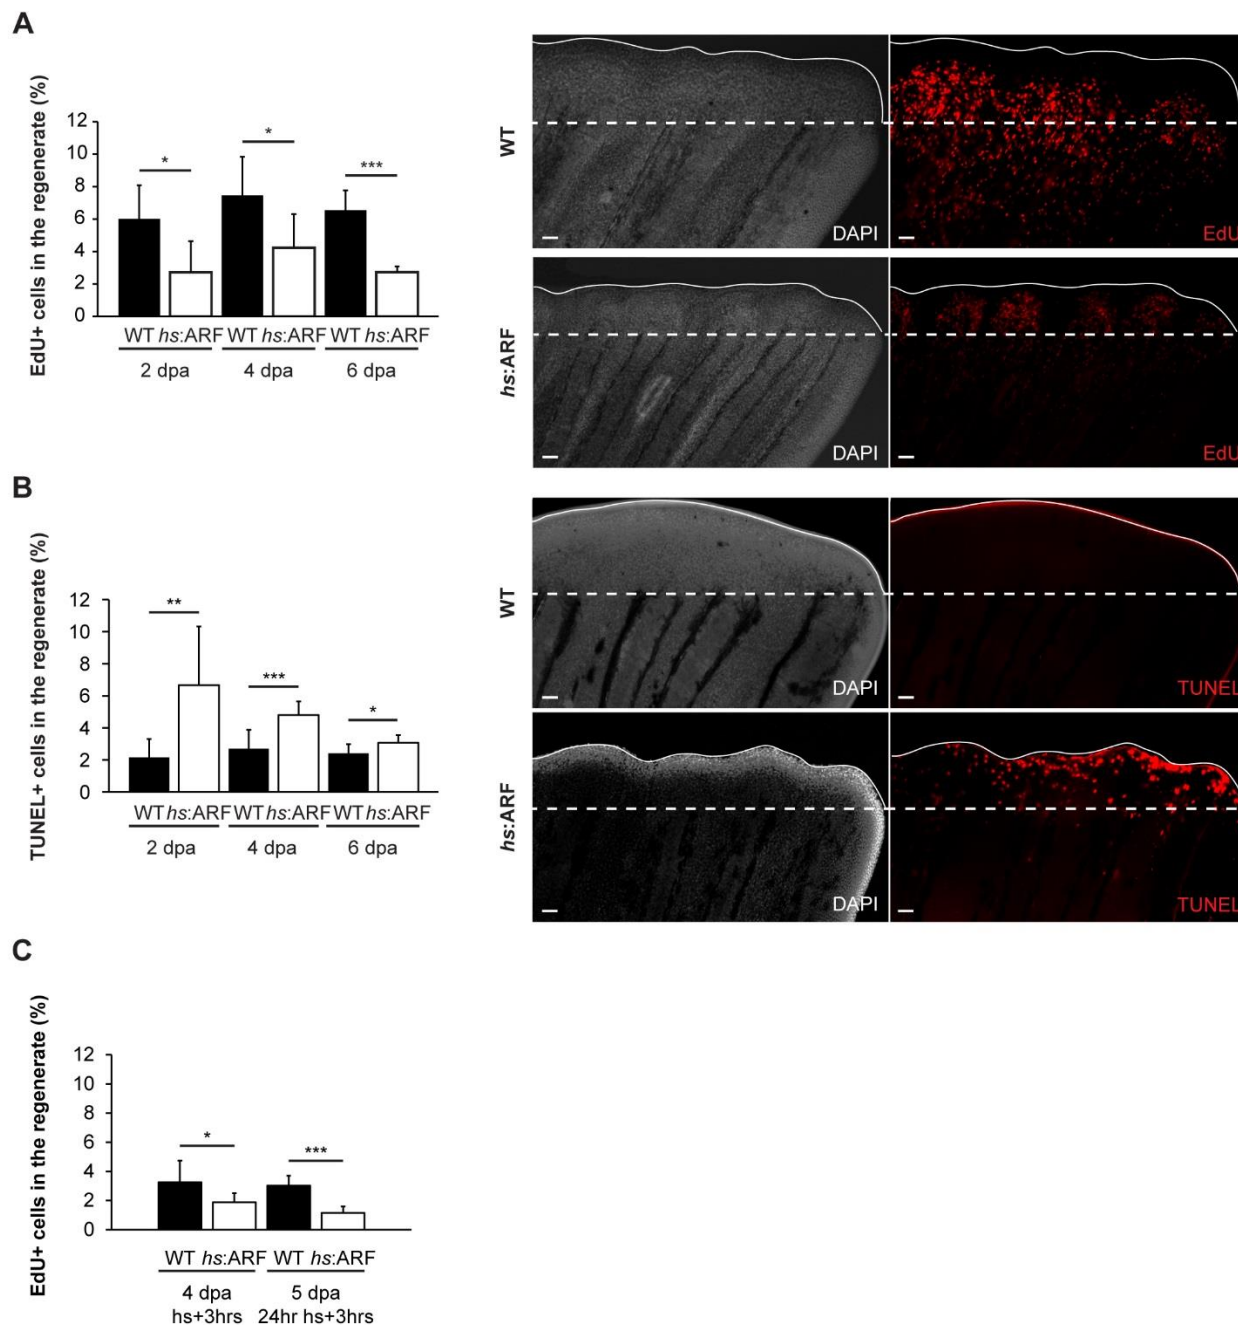 A
EdU+ cells in the regenerate (%)
12
10
8
6
4
2
0
*
*
***
WT hs:ARF WT hs:ARF WT hs:ARF
2 dpa 4 dpa 6 dpa
WT
DAPI
EdU
hs:ARF
DAPI
EdU
B
TUNEL+ cells in the regenerate (%)
12
10
8
6
4
2
0
**
***
*
WT hs:ARF WT hs:ARF WT hs:ARF
2 dpa 4 dpa 6 dpa
WT
DAPI
TUNEL
hs:ARF
DAPI
TUNEL
C
EdU+ cells in the regenerate (%)
12
10
8
6
4
2
0
*
***
WT hs:ARF WT hs:ARF
4 dpa 5 dpa
hs+3hrs 24hr hs+3hrs